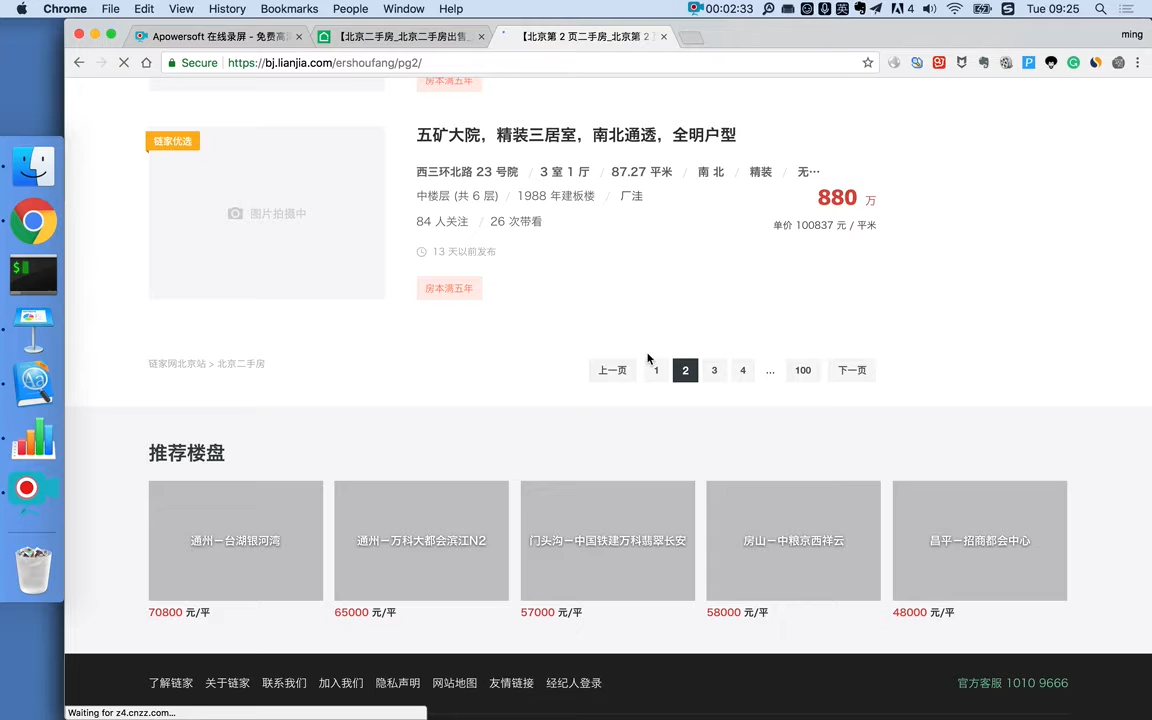 Chrome File Edit View History Bookmarks People Window Help 00:02:33 4 Tue 09:25
Apowersoft 在线录屏 - 免费高 【北京二手房_北京二手房出售_ 【北京第 2 页二手房_北京第 2 ming
Secure https://bj.lianjia.com/ershoufang/pg2/
房本满五年
链家优选
图片拍摄中
五矿大院，精装三居室，南北通透，全明户型
西三环北路 23 号院 / 3 室 1 厅 / 87.27 平米 / 南 北 / 精装 / 无…
中楼层 (共 6 层) / 1988 年建板楼 / 厂洼
880 万
84 人关注 / 26 次带看
单价 100837 元 / 平米
13 天以前发布
房本满五年
链家网北京站 > 北京二手房
上一页 1 2 3 4 ... 100 下一页
推荐楼盘
通州－台湖银河湾 通州－万科大都会滨江N2 门头沟－中国铁建万科翡翠长安 房山－中粮京西祥云 昌平－招商都会中心
70800 元/平 65000 元/平 57000 元/平 58000 元/平 48000 元/平
了解链家 关于链家 联系我们 加入我们 隐私声明 网站地图 友情链接 经纪人登录 官方客服 1010 9666
Waiting for z4.cnzz.com...